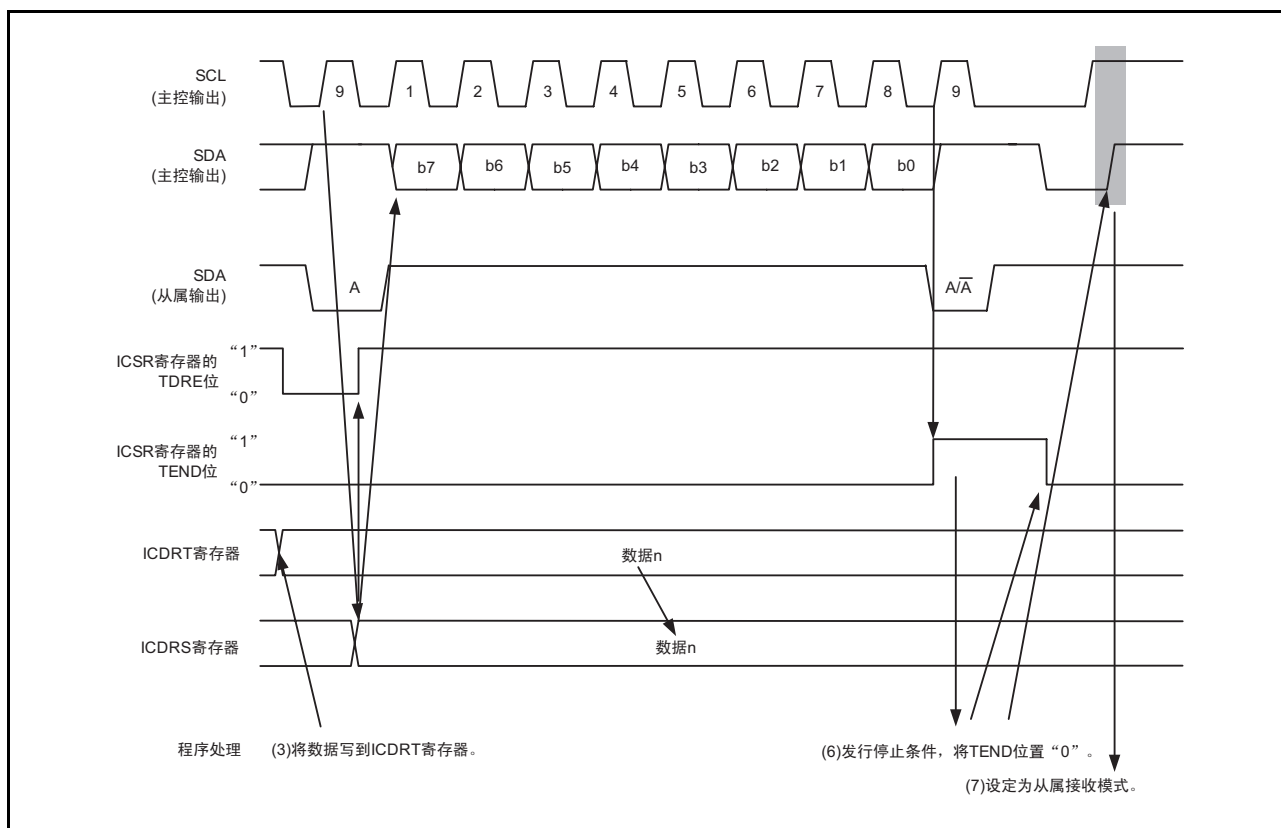 SCL
(主控输出)
9 1 2 3 4 5 6 7 8 9
SDA
(主控输出)
b7 b6 b5 b4 b3 b2 b1 b0
SDA
(从属输出)
A
A/A̅
ICSR寄存器的
TDRE位
“1”
“0”
ICSR寄存器的
TEND位
“1”
“0”
ICDRT寄存器
数据n
ICDRS寄存器
数据n
程序处理
(3)将数据写到ICDRT寄存器。
(6)发行停止条件，将TEND位置“0”。
(7)设定为从属接收模式。